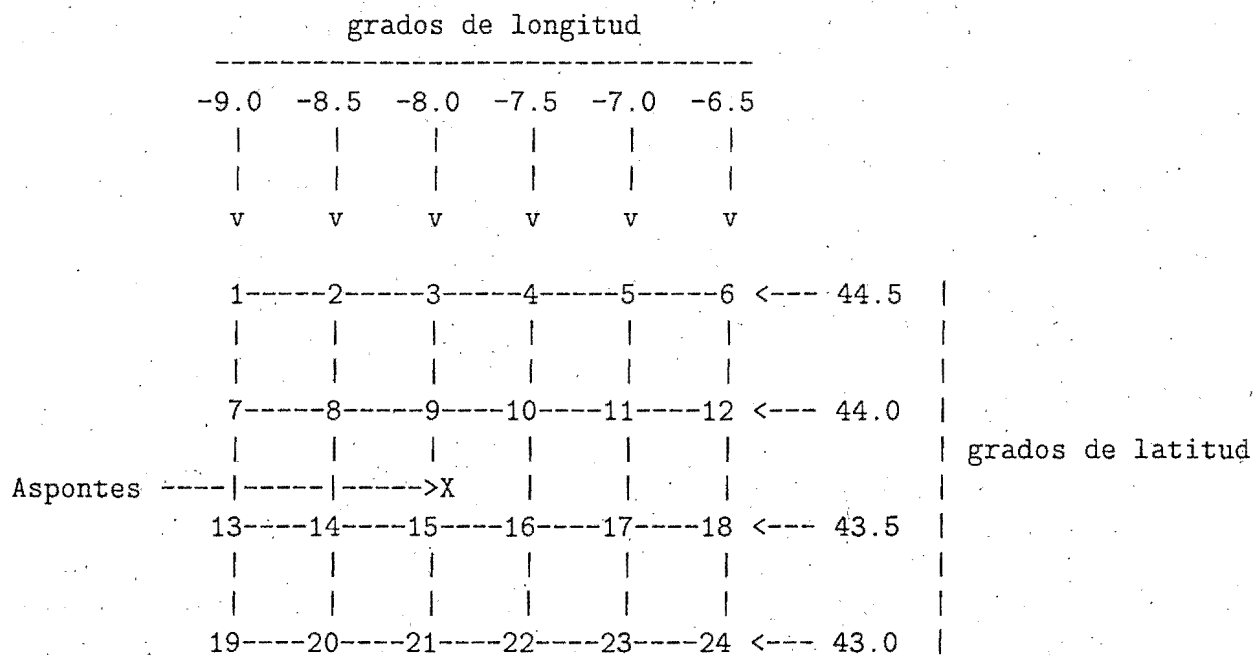 grados de longitud
---------------------------------
-9.0 -8.5 -8.0 -7.5 -7.0 -6.5
| | | | | |
| | | | | |
v v v v v v
1-----2-----3-----4-----5-----6 <--- 44.5 |
| | | | | | |
| | | | | | |
7-----8-----9----10----11----12 <--- 44.0 |
| | | | | | | grados de latitud
Aspontes ----|-----|----->X | | | |
13----14----15----16----17----18 <--- 43.5 |
| | | | | | |
| | | | | | |
19----20----21----22----23----24 <--- 43.0 |